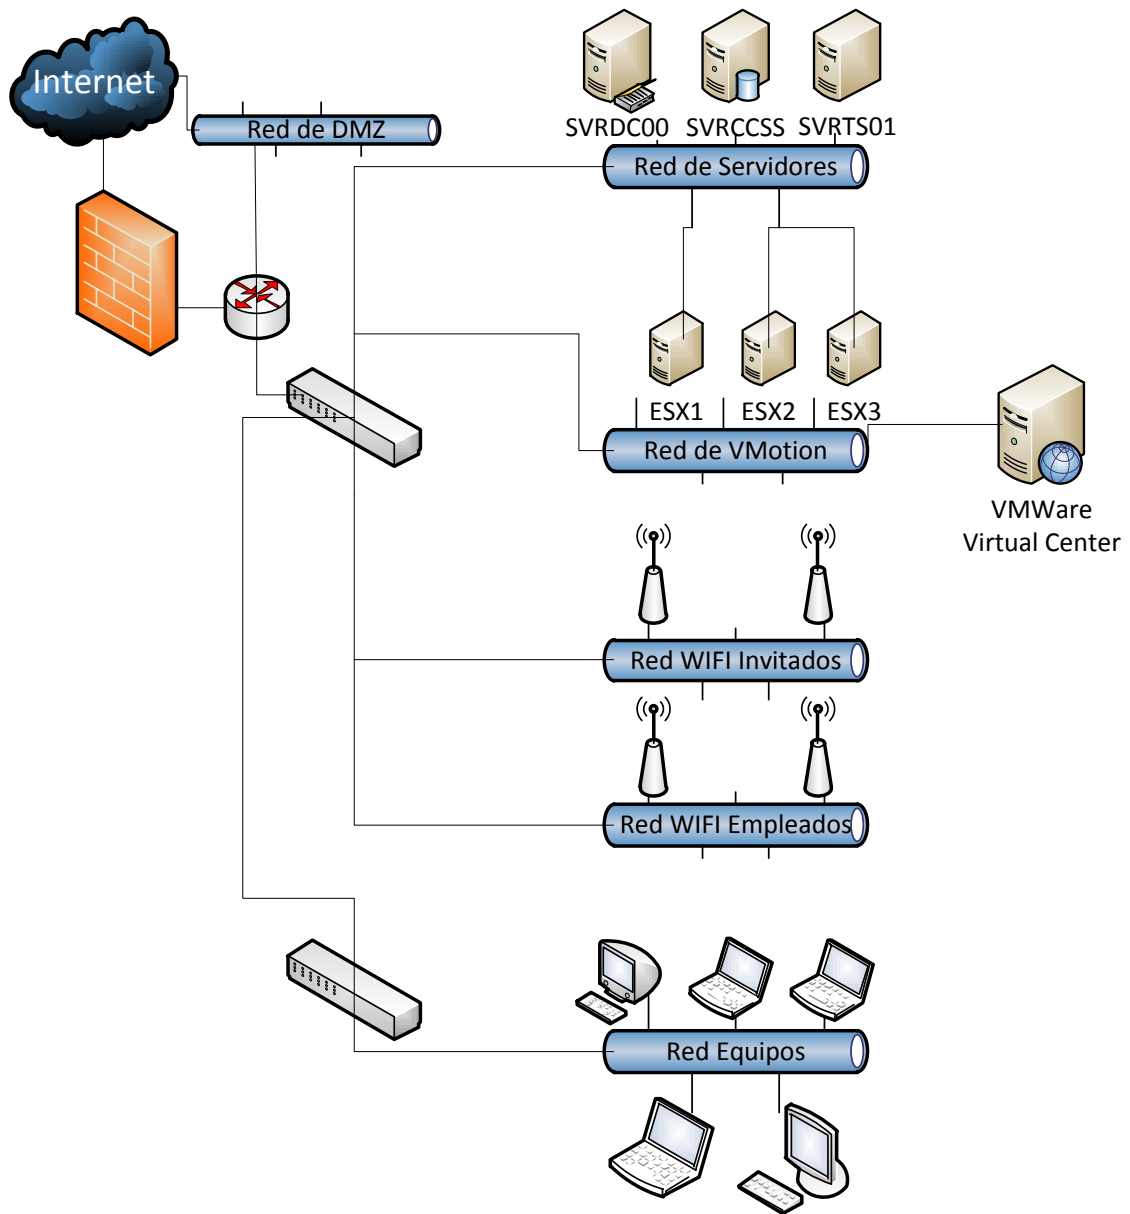 Internet
Red de DMZ
SVRDC00
SVRCCSS
SVRTS01
Red de Servidores
ESX1
ESX2
ESX3
Red de VMotion
VMWare
Virtual Center
Red WIFI Invitados
Red WIFI Empleados
Red Equipos